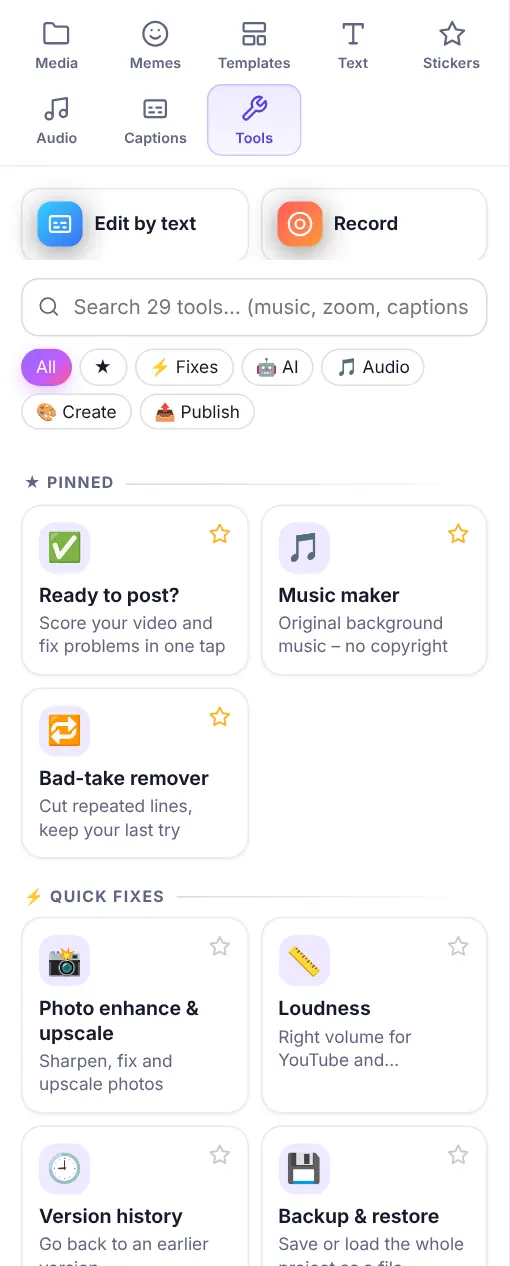 Media
Memes
Templates
Text
Stickers
Audio
Captions
Tools
Edit by text
Record
Search 29 tools... (music, zoom, captions
All
★
⚡ Fixes
🤖 AI
🎵 Audio
🎨 Create
📤 Publish
★ PINNED
Ready to post?
Score your video and
fix problems in one tap
Music maker
Original background
music – no copyright
Bad-take remover
Cut repeated lines,
keep your last try
⚡ QUICK FIXES
Photo enhance &
upscale
Sharpen, fix and
upscale photos
Loudness
Right volume for
YouTube and...
Version history
Go back to an earlier
version
Backup & restore
Save or load the whole
project as a file